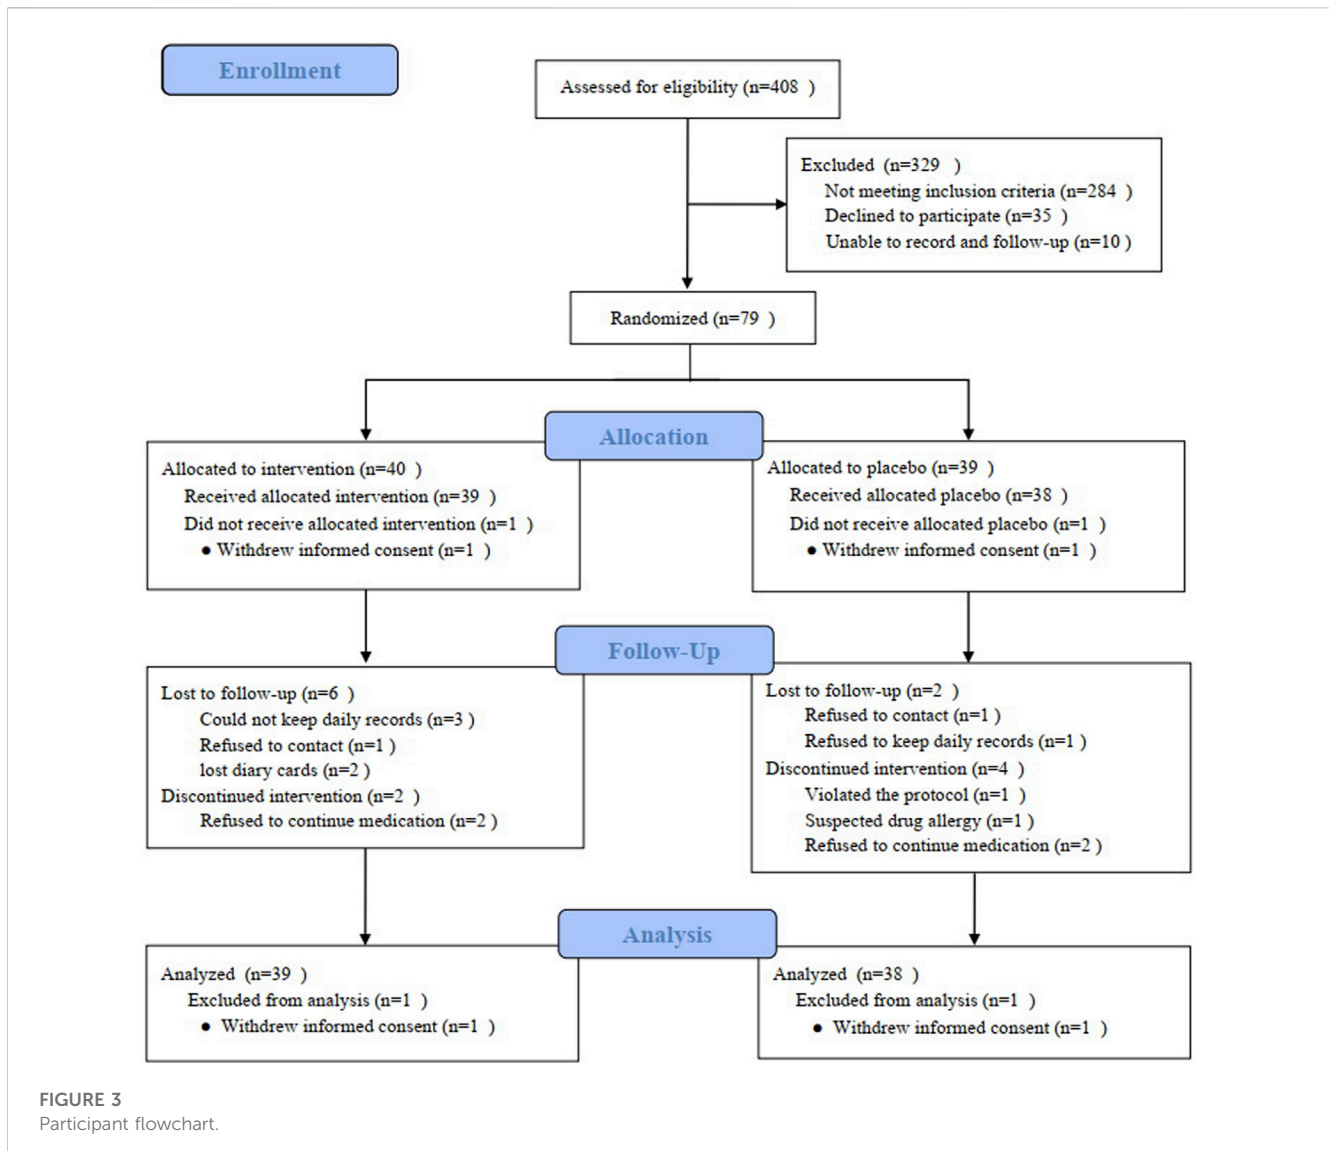 Enrollment
Assessed for eligibility (n=408 )
Excluded (n=329 )
Not meeting inclusion criteria (n=284 )
Declined to participate (n=35 )
Unable to record and follow-up (n=10 )
Randomized (n=79 )
Allocation
Allocated to intervention (n=40 )
Received allocated intervention (n=39 )
Did not receive allocated intervention (n=1 )
● Withdrew informed consent (n=1 )
Allocated to placebo (n=39 )
Received allocated placebo (n=38 )
Did not receive allocated placebo (n=1 )
● Withdrew informed consent (n=1 )
Follow-Up
Lost to follow-up (n=6 )
Could not keep daily records (n=3 )
Refused to contact (n=1 )
lost diary cards (n=2 )
Discontinued intervention (n=2 )
Refused to continue medication (n=2 )
Lost to follow-up (n=2 )
Refused to contact (n=1 )
Refused to keep daily records (n=1 )
Discontinued intervention (n=4 )
Violated the protocol (n=1 )
Suspected drug allergy (n=1 )
Refused to continue medication (n=2 )
Analysis
Analyzed (n=39 )
Excluded from analysis (n=1 )
● Withdrew informed consent (n=1 )
Analyzed (n=38 )
Excluded from analysis (n=1 )
● Withdrew informed consent (n=1 )
FIGURE 3
Participant flowchart.